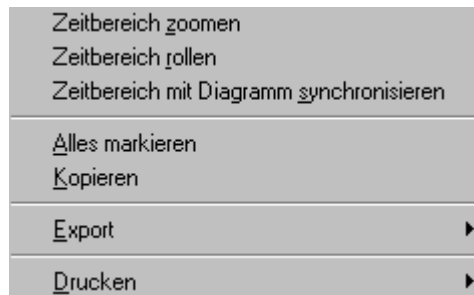 Zeitbereich zoomen
Zeitbereich rollen
Zeitbereich mit Diagramm synchronisieren
Alles markieren
Kopieren
Export
Drucken